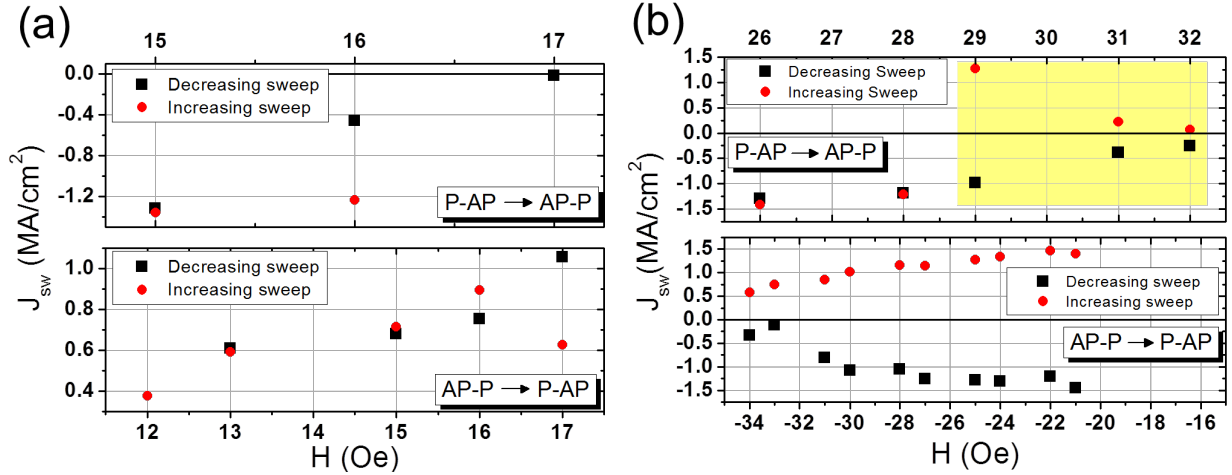 (a)
15 16 17
0.0
-0.4
-0.8
-1.2
Decreasing sweep
Increasing sweep
P-AP → AP-P
J_sw (MA/cm²)
1.0
0.8
0.6
0.4
Decreasing sweep
Increasing sweep
AP-P → P-AP
12 13 14 15 16 17
H (Oe)
(b)
26 27 28 29 30 31 32
1.5
1.0
0.5
0.0
-0.5
-1.0
-1.5
Decreasing Sweep
Increasing Sweep
P-AP → AP-P
J_sw (MA/cm²)
1.5
1.0
0.5
0.0
-0.5
-1.0
-1.5
Decreasing sweep
Increasing sweep
AP-P → P-AP
-34 -32 -30 -28 -26 -24 -22 -20 -18 -16
H (Oe)